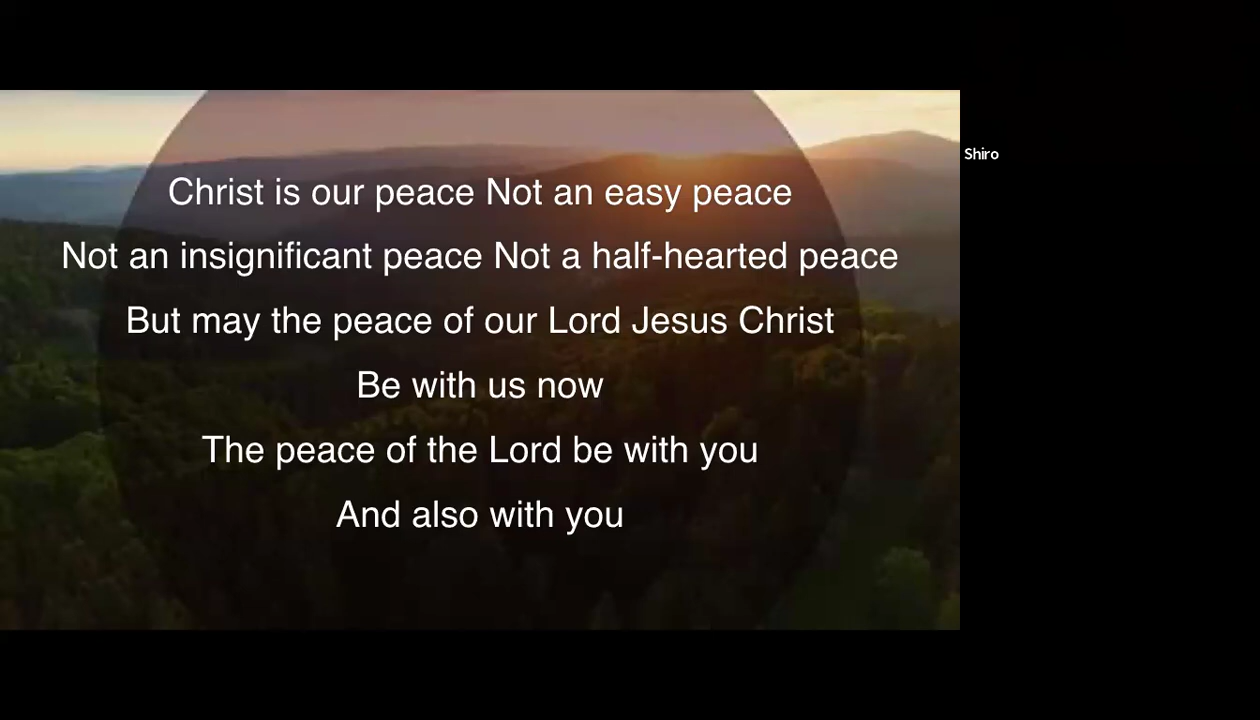 Christ is our peace Not an easy peace
Not an insignificant peace Not a half-hearted peace
But may the peace of our Lord Jesus Christ
Be with us now
The peace of the Lord be with you
And also with you
Shiro